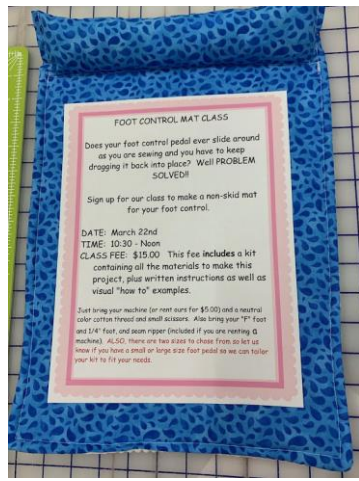 FOOT CONTROL MAT CLASS
Does your foot control pedal ever slide around
as you are sewing and you have to keep
dragging it back into place? Well PROBLEM
SOLVED!!
Sign up for our class to make a non-skid mat
for your foot control.
DATE: March 22nd
TIME: 10:30 - Noon
CLASS FEE: $15.00 This fee includes a kit
containing all the materials to make this
project, plus written instructions as well as
visual "how to" examples.
Just bring your machine (or rent ours for $5.00) and a neutral
color cotton thread and small scissors. Also bring your "F" foot
and 1/4" foot, and seam ripper (included if you are renting a
machine). ALSO, there are two sizes to chose from so let us
know if you have a small or large size foot pedal so we can tailor
your kit to fit your needs.